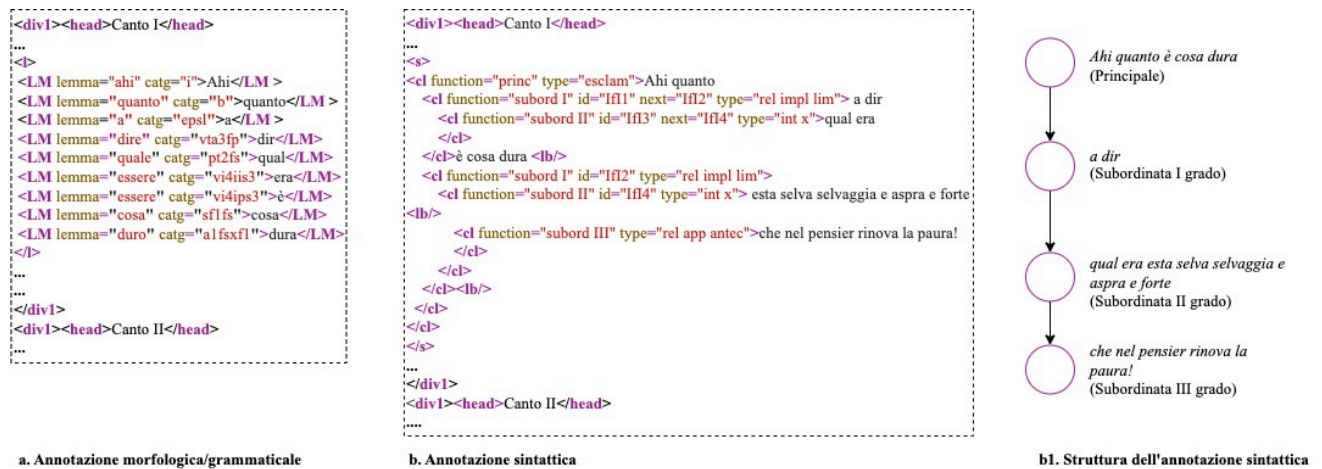 <div1><head>Canto I</head>
...
<l>
<LM lemma="ahi" catg="i">Ahi</LM >
<LM lemma="quanto" catg="b">quanto</LM >
<LM lemma="a" catg="epsl">a</LM >
<LM lemma="dire" catg="vta3fp">dir</LM>
<LM lemma="quale" catg="pt2fs">qual</LM>
<LM lemma="essere" catg="vi4iis3">era</LM>
<LM lemma="essere" catg="vi4ips3">è</LM>
<LM lemma="cosa" catg="sf1fs">cosa</LM>
<LM lemma="duro" catg="a1fsxf1">dura</LM>
</l>
...
...
</div1>
<div1><head>Canto II</head>
...
a. Annotazione morfologica/grammaticale
<div1><head>Canto I</head>
...
<s>
<cl function="princ" type="esclam">Ahi quanto
<cl function="subord I" id="IfI1" next="IfI2" type="rel impl lim"> a dir
<cl function="subord II" id="IfI3" next="IfI4" type="int x">qual era
</cl>
</cl>è cosa dura <lb/>
<cl function="subord I" id="IfI2" type="rel impl lim">
<cl function="subord II" id="IfI4" type="int x"> esta selva selvaggia e aspra e forte
<lb/>
<cl function="subord III" type="rel app antec">che nel pensier rinova la paura!
</cl>
</cl>
</cl><lb/>
</cl>
</cl>
</s>
...
</div1>
<div1><head>Canto II</head>
....
b. Annotazione sintattica
Ahi quanto è cosa dura
(Principale)
a dir
(Subordinata I grado)
qual era esta selva selvaggia e
aspra e forte
(Subordinata II grado)
che nel pensier rinova la
paura!
(Subordinata III grado)
b1. Struttura dell'annotazione sintattica